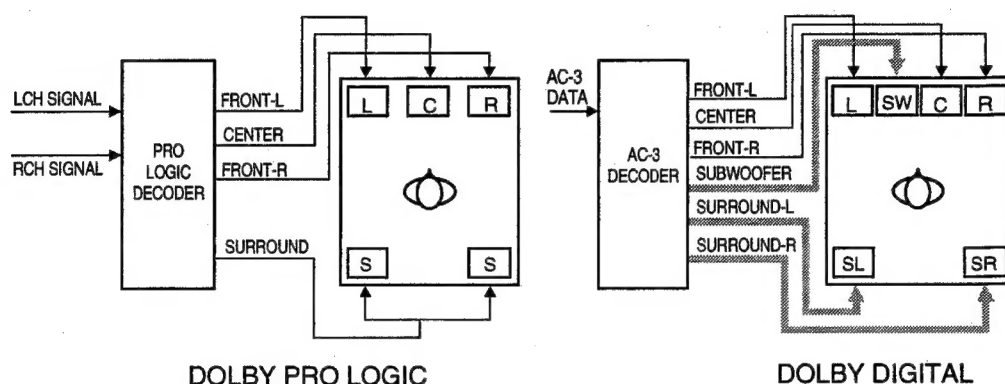 LCH SIGNAL
RCH SIGNAL
PRO
LOGIC
DECODER
FRONT-L
CENTER
FRONT-R
SURROUND
L C R
S S
DOLBY PRO LOGIC
AC-3
DATA
AC-3
DECODER
FRONT-L
CENTER
FRONT-R
SUBWOOFER
SURROUND-L
SURROUND-R
L SW C R
SL SR
DOLBY DIGITAL